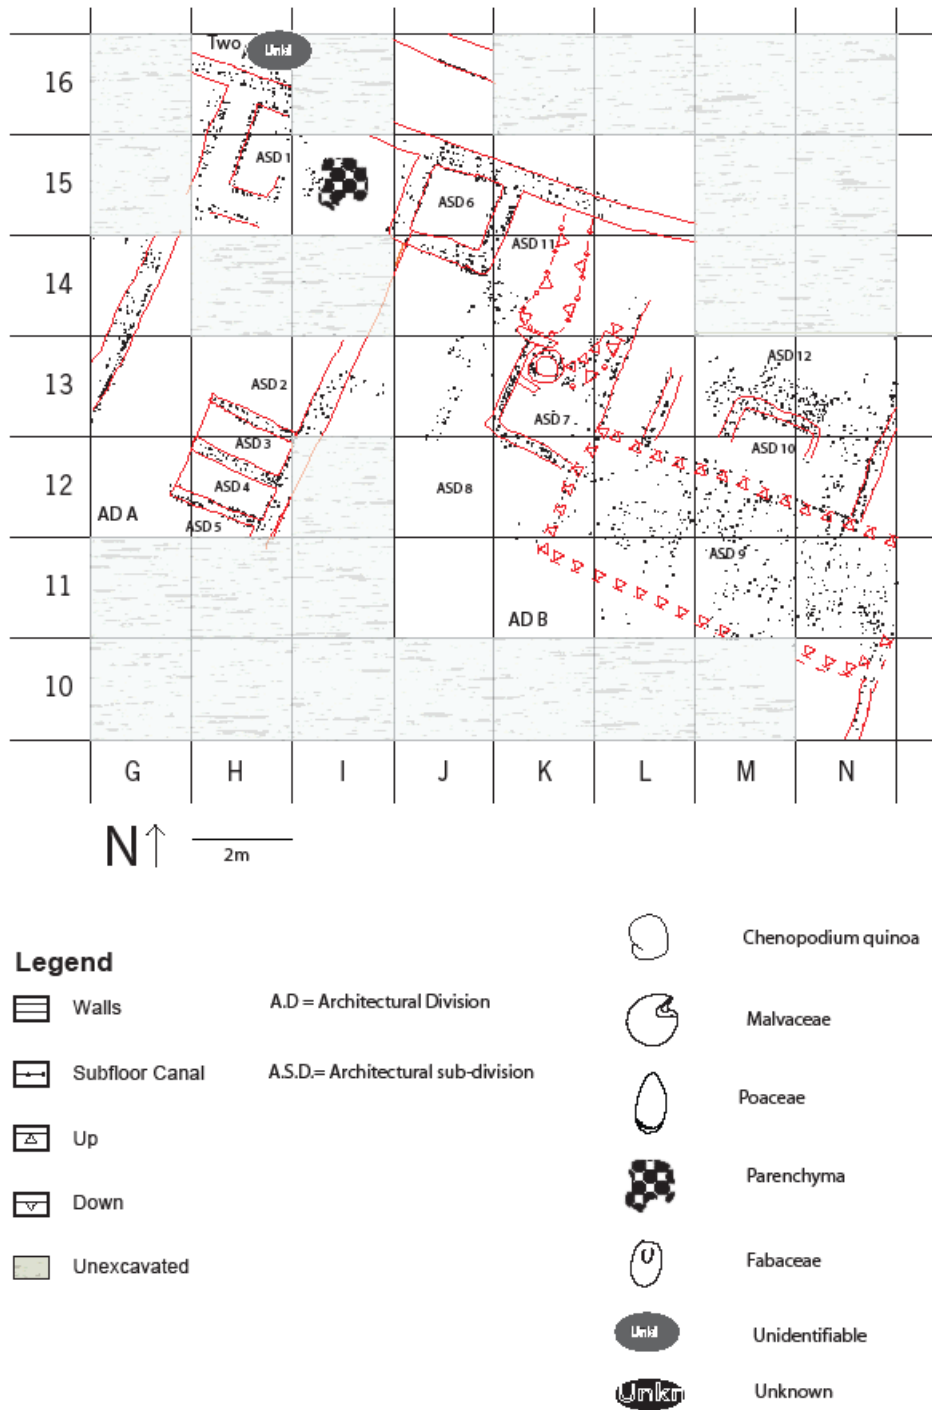 Two Unid
16
ASD 1
15
ASD 6
ASD 11
14
ASD 12
13
ASD 2
ASD 7
ASD 3
ASD 10
12
ASD 4
ASD 8
AD A
ASD 5
ASD 9
11
AD B
10
G H I J K L M N
N
2m
Legend
Walls
Subfloor Canal
Up
Down
Unexcavated
A.D = Architectural Division
A.S.D.= Architectural sub-division
Chenopodium quinoa
Malvaceae
Poaceae
Parenchyma
Fabaceae
Unid Unidentifiable
Unkn Unknown